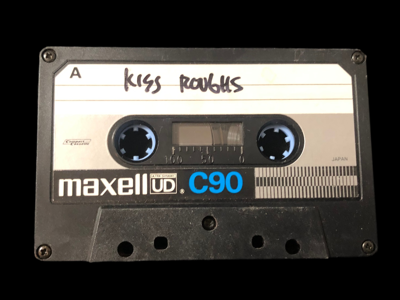 A KISS ROUGHS
100 50 0
JAPAN
maxell UD. C90